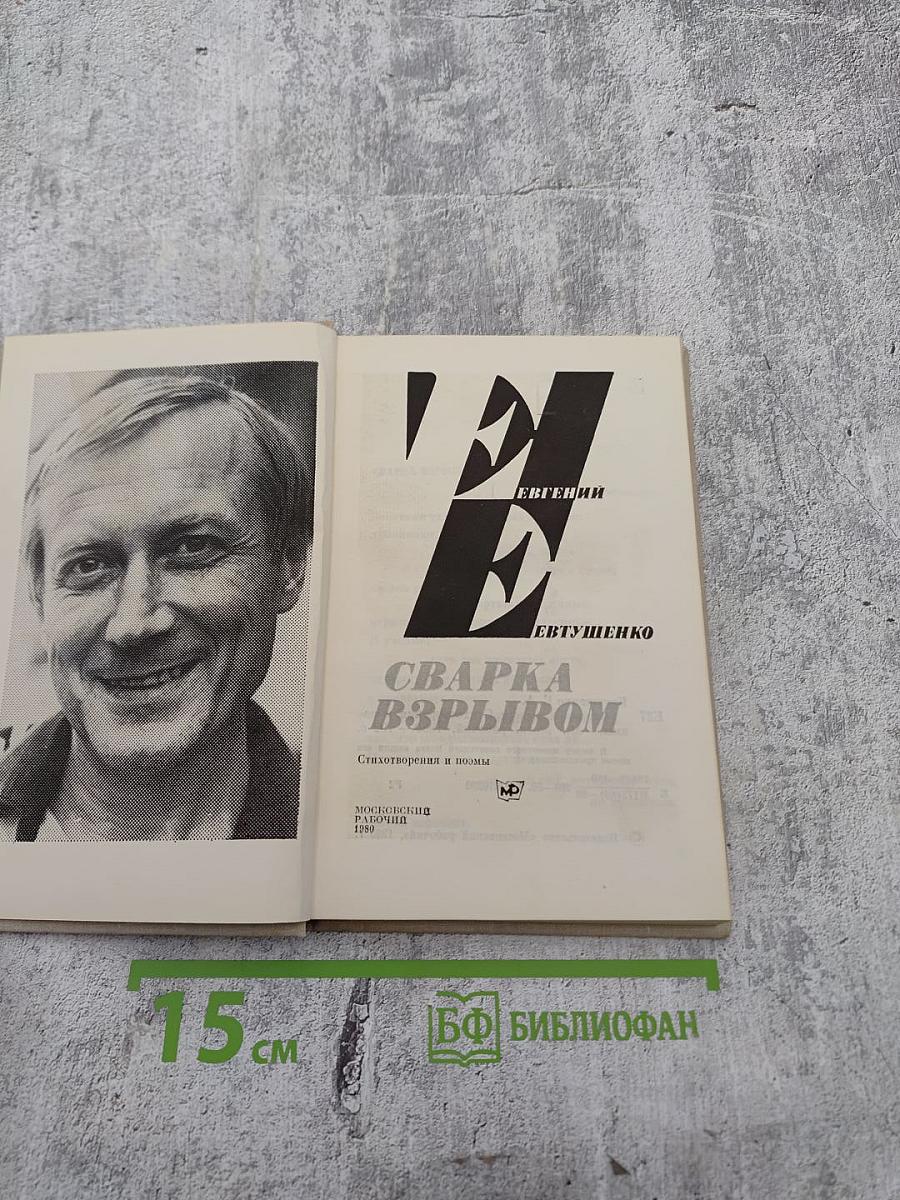 ЕВГЕНИЙ
ЕВТУШЕНКО
СВАРКА
ВЗРЫВОМ
Стихотворения и поэмы
МР
МОСКОВСКИЙ
РАБОЧИЙ
1980
15 см
БФ БИБЛИОФАН